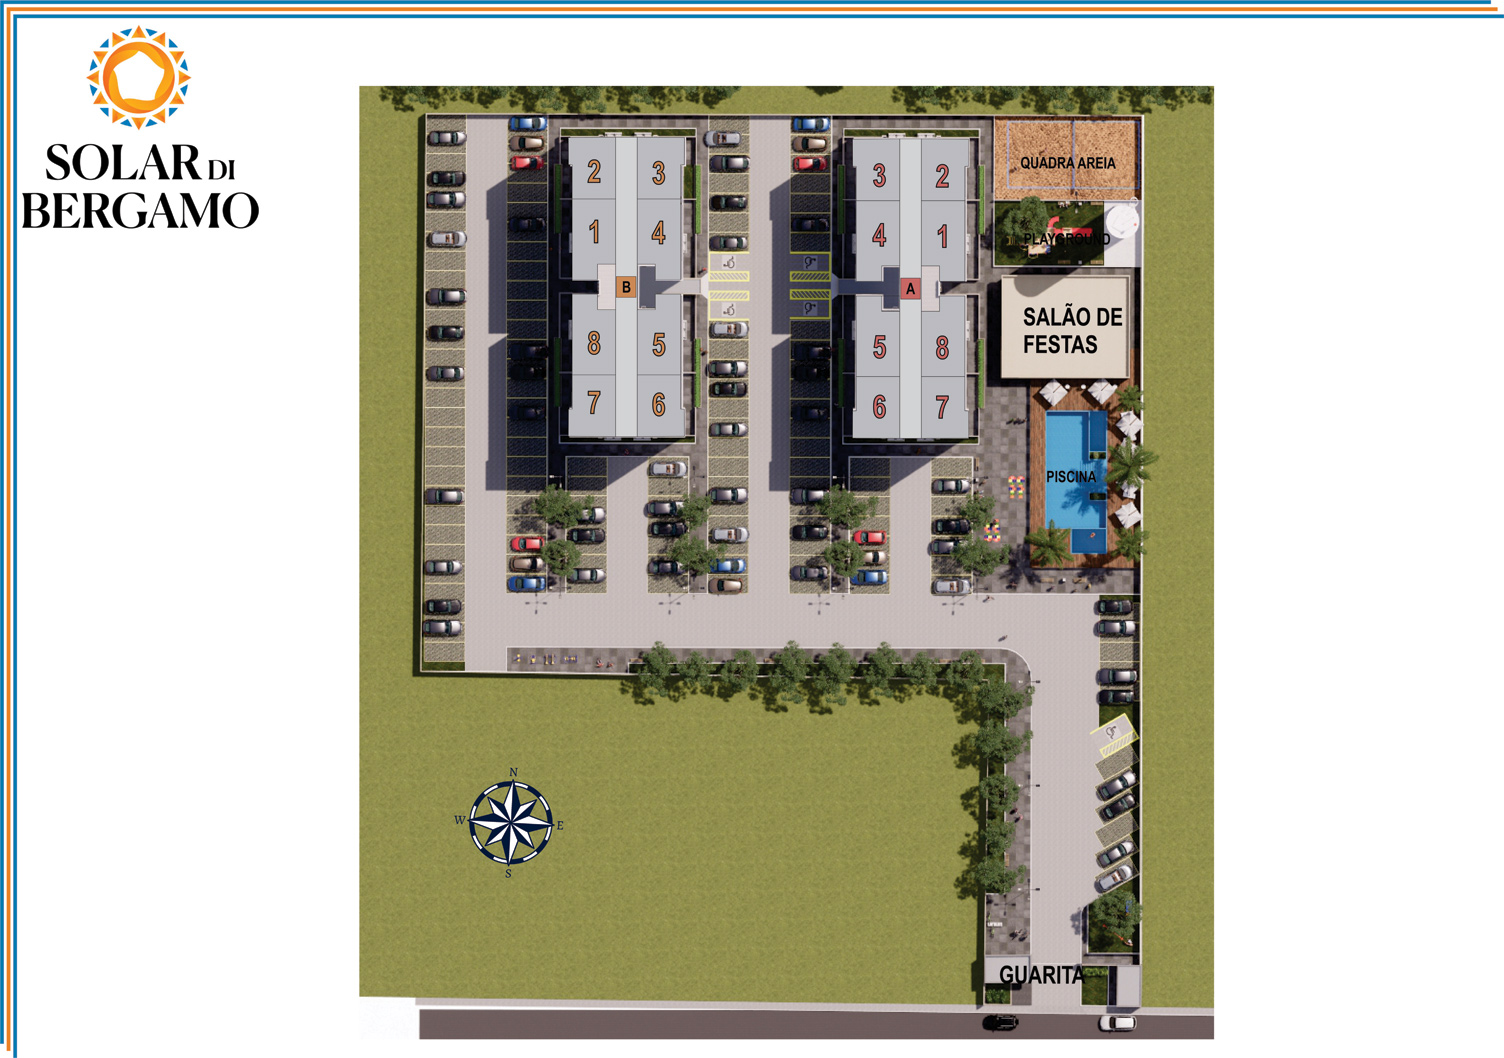 SOLAR DI
BERGAMO
QUADRA AREIA
PLAYGROUND
SALÃO DE
FESTAS
PISCINA
GUARITA
2 3
1 4
B
8 5
7 6
3 2
4 1
A
5 8
6 7
N
W E
S